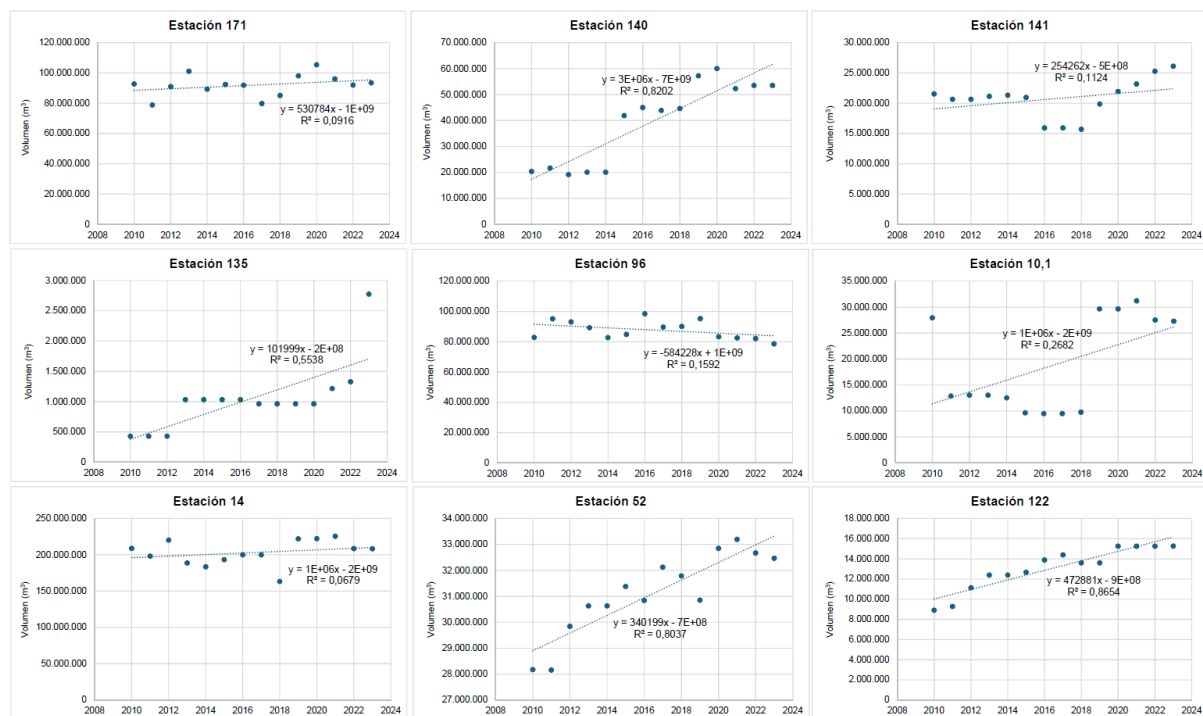 Estación 171
120.000.000
100.000.000
80.000.000
60.000.000
40.000.000
20.000.000
0
Volumen (m³)
y = 530784x - 1E+09
R² = 0,0916
2008 2010 2012 2014 2016 2018 2020 2022 2024
Estación 140
70.000.000
60.000.000
50.000.000
40.000.000
30.000.000
20.000.000
10.000.000
0
Volumen (m³)
y = 3E+06x - 7E+09
R² = 0,8202
2008 2010 2012 2014 2016 2018 2020 2022 2024
Estación 141
30.000.000
25.000.000
20.000.000
15.000.000
10.000.000
5.000.000
0
Volumen (m³)
y = 254262x - 5E+08
R² = 0,1124
2008 2010 2012 2014 2016 2018 2020 2022 2024
Estación 135
3.000.000
2.500.000
2.000.000
1.500.000
1.000.000
500.000
0
Volumen (m³)
y = 101999x - 2E+08
R² = 0,5538
2008 2010 2012 2014 2016 2018 2020 2022 2024
Estación 96
120.000.000
100.000.000
80.000.000
60.000.000
40.000.000
20.000.000
0
Volumen (m³)
y = -584228x + 1E+09
R² = 0,1592
2008 2010 2012 2014 2016 2018 2020 2022 2024
Estación 10,1
35.000.000
30.000.000
25.000.000
20.000.000
15.000.000
10.000.000
5.000.000
0
Volumen (m³)
y = 1E+06x - 2E+09
R² = 0,2682
2008 2010 2012 2014 2016 2018 2020 2022 2024
Estación 14
250.000.000
200.000.000
150.000.000
100.000.000
50.000.000
0
Volumen (m³)
y = 1E+06x - 2E+09
R² = 0,0679
2008 2010 2012 2014 2016 2018 2020 2022 2024
Estación 52
34.000.000
33.000.000
32.000.000
31.000.000
30.000.000
29.000.000
28.000.000
27.000.000
Volumen (m³)
y = 340199x - 7E+08
R² = 0,8037
2008 2010 2012 2014 2016 2018 2020 2022 2024
Estación 122
18.000.000
16.000.000
14.000.000
12.000.000
10.000.000
8.000.000
6.000.000
4.000.000
2.000.000
0
Volumen (m³)
y = 472881x - 9E+08
R² = 0,8654
2008 2010 2012 2014 2016 2018 2020 2022 2024